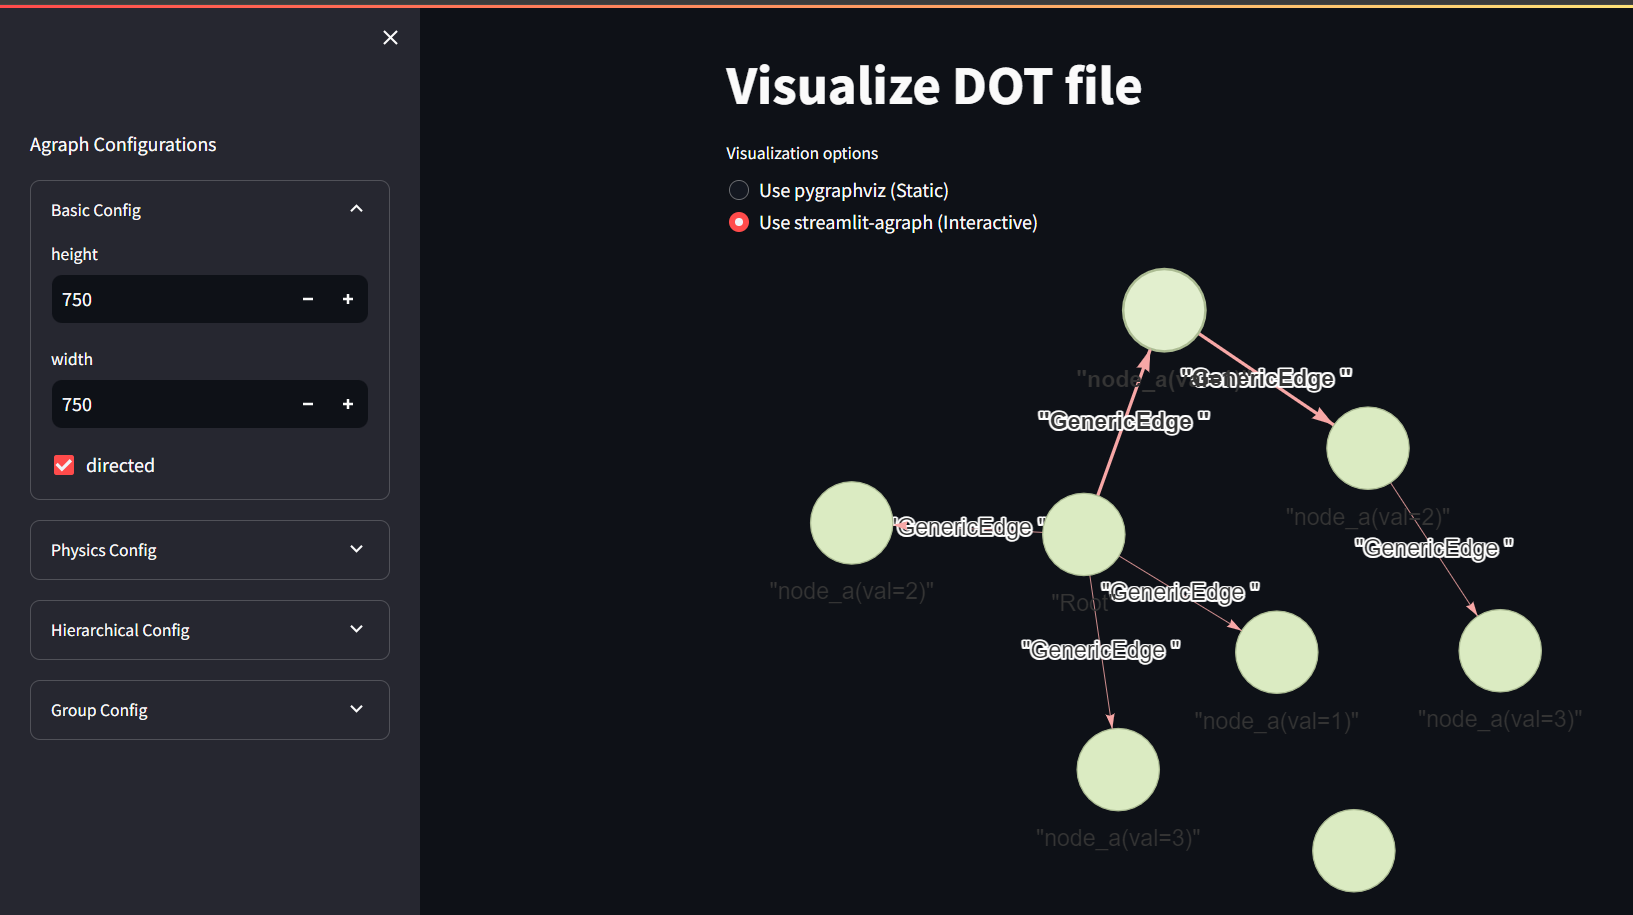 Agraph Configurations
Basic Config
height
750
width
750
directed
Physics Config
Hierarchical Config
Group Config
Visualize DOT file
Visualization options
Use pygraphviz (Static)
Use streamlit-agraph (Interactive)
"GenericEdge "
"GenericEdge "
"node_a(val=2)"
"GenericEdge "
"GenericEdge "
"node_a(val=2)"
"GenericEdge "
"Root"
"GenericEdge "
"node_a(val=1)"
"node_a(val=3)"
"node_a(val=3)"